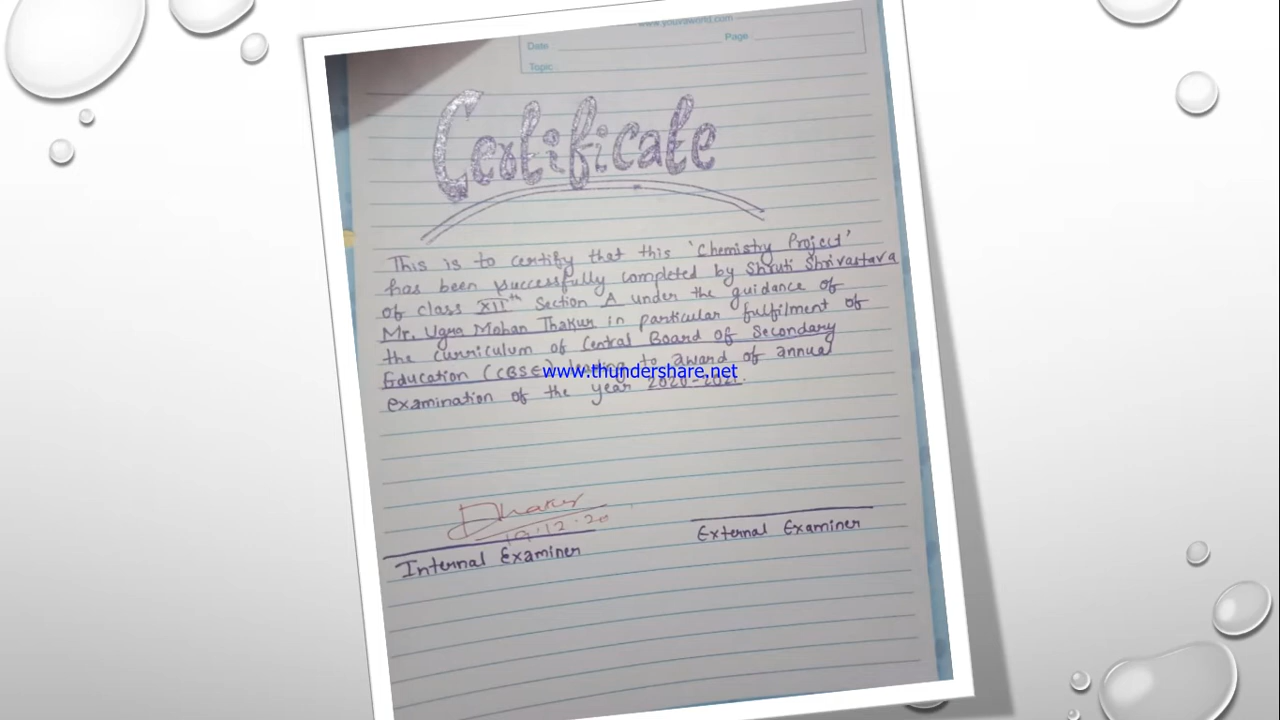 www.youvaworld.com
Date
Page
Topic
Certificate
This is to certify that this 'Chemistry Project'
has been successfully completed by Shruti Shrivastava
of class XIIth Section A under the guidance of
Mr. Ugra Mohan Thakur in particular fulfilment of
the curriculum of Central Board of Secondary
Education (CBSE) to award of annual
www.thundershare.net
examination of the year 2020-2021.
19.12.20
Internal Examiner
External Examiner